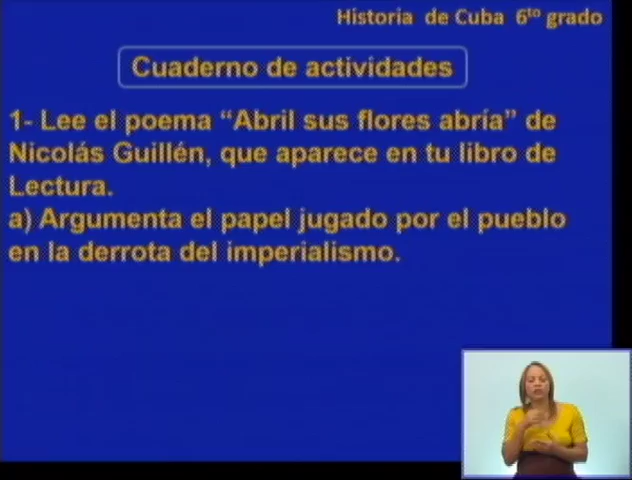 Historia de Cuba 6to grado
Cuaderno de actividades
1- Lee el poema “Abril sus flores abría” de
Nicolás Guillén, que aparece en tu libro de
Lectura.
a) Argumenta el papel jugado por el pueblo
en la derrota del imperialismo.